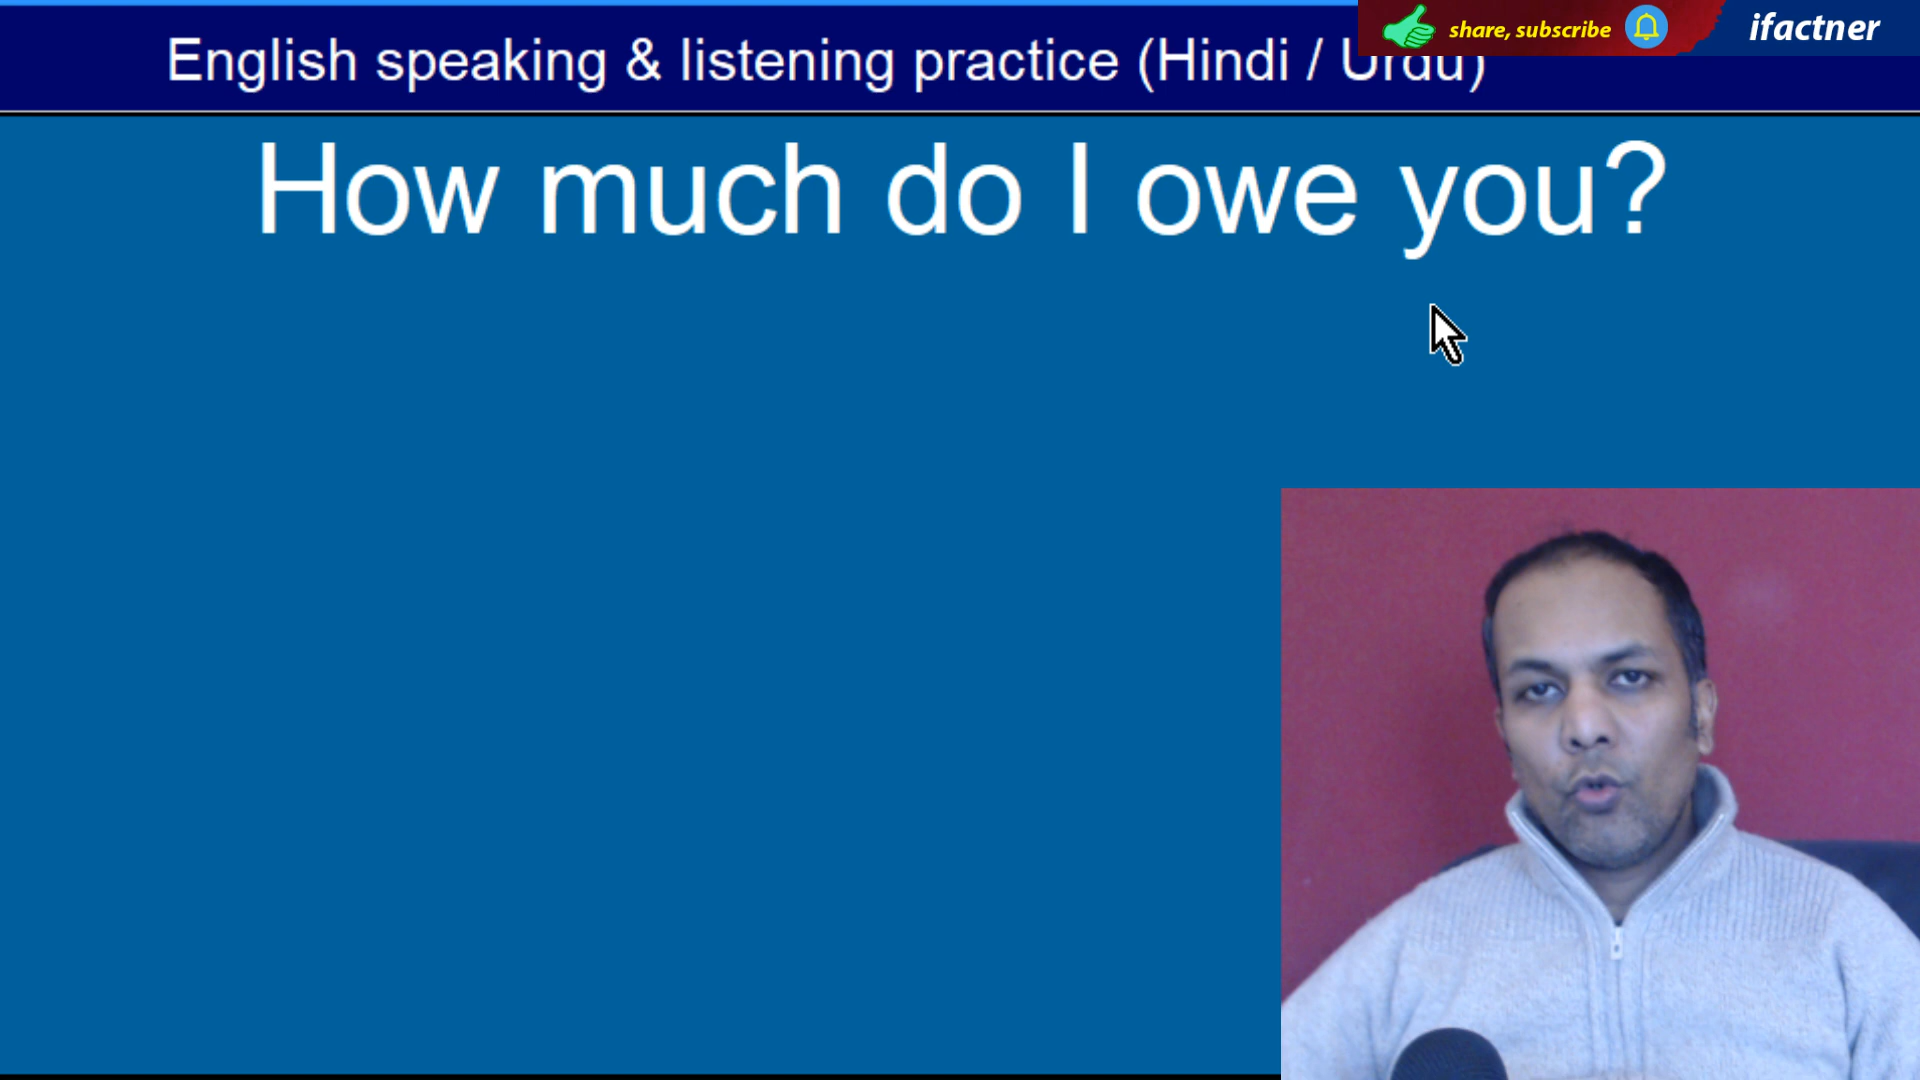 English speaking & listening practice (Hindi / Urdu)
share, subscribe
ifactner
How much do I owe you?